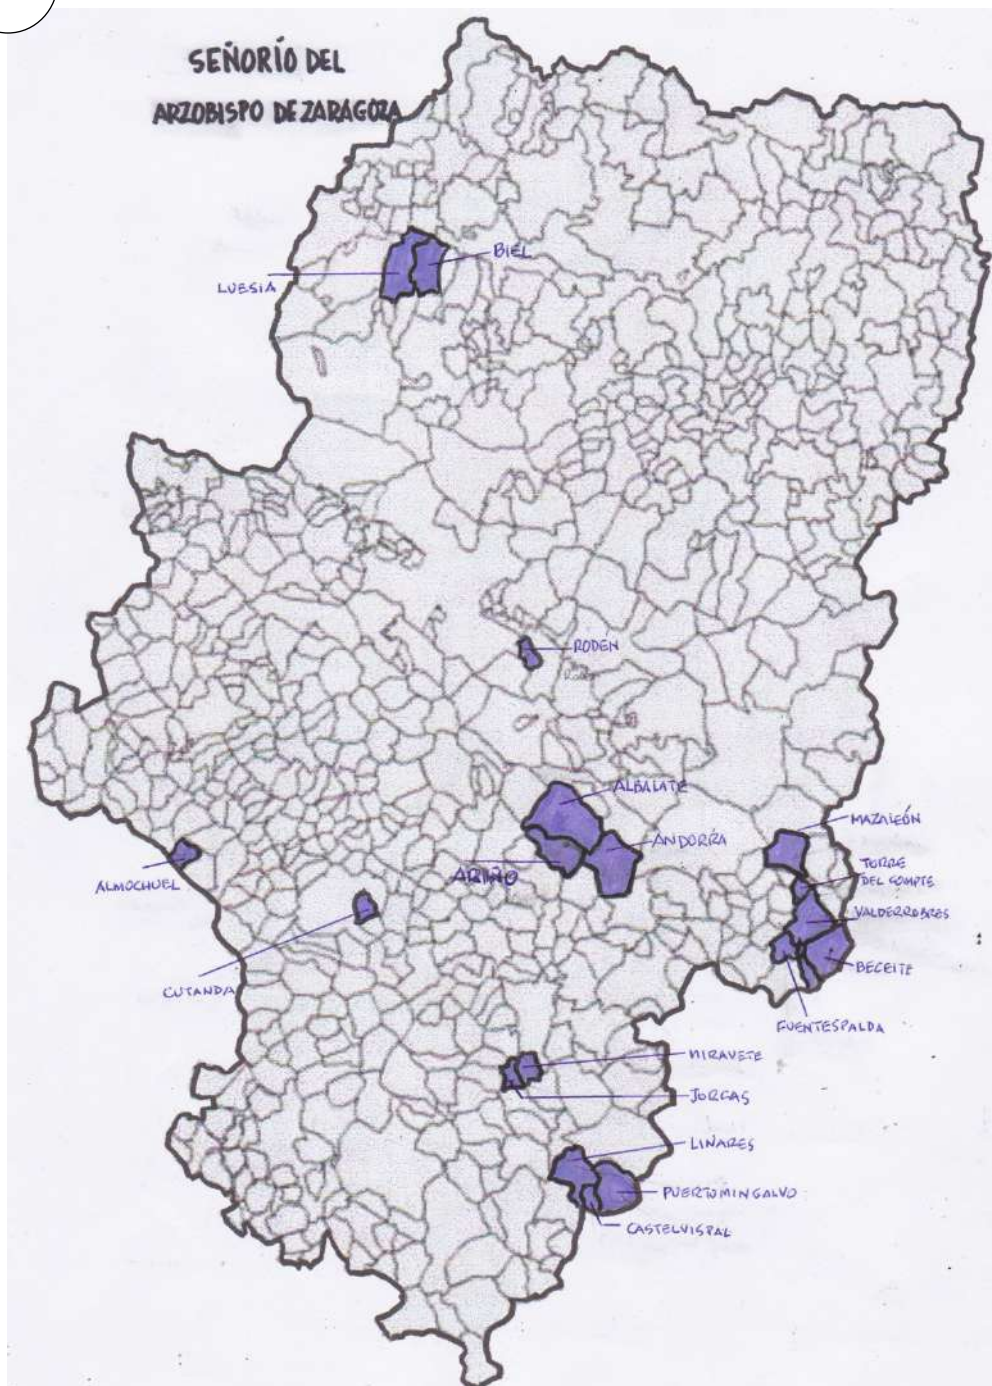 SEÑORÍO DEL
ARZOBISPO DE ZARAGOZA
BIEL
LUESIA
RODÉN
ALBALATE
MAZALEÓN
ANDORRA
TORRE
DEL COMPTE
ARIÑO
ALMOCHUEL
VALDERROBRES
BECEITE
CUTANDA
FUENTESPALDA
MIRAVETE
JORCAS
LINARES
PUERTOMINGALVO
CASTELVISPAL